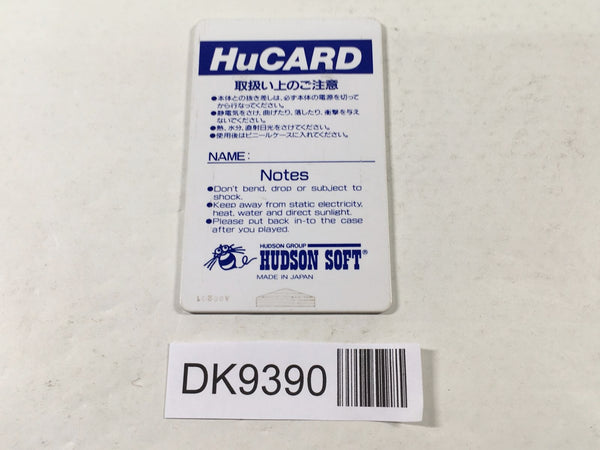 HuCARD
取扱い上のご注意
●本体との抜き差しは、必ず本体の電源を切って
から行なってください。
●静電気をさけ、曲げたり、落したり、衝撃を与え
ないでください。
●熱、水分、直射日光をさけてください。
●使用後はビニールケースに入れてください。
NAME:
Notes
●Don't bend, drop or subject to
shock.
●Keep away from static electricity,
heat, water and direct sunlight.
●Please put back in-to the case
after you played.
HUDSON GROUP
HUDSON SOFT®
MADE IN JAPAN
DK9390